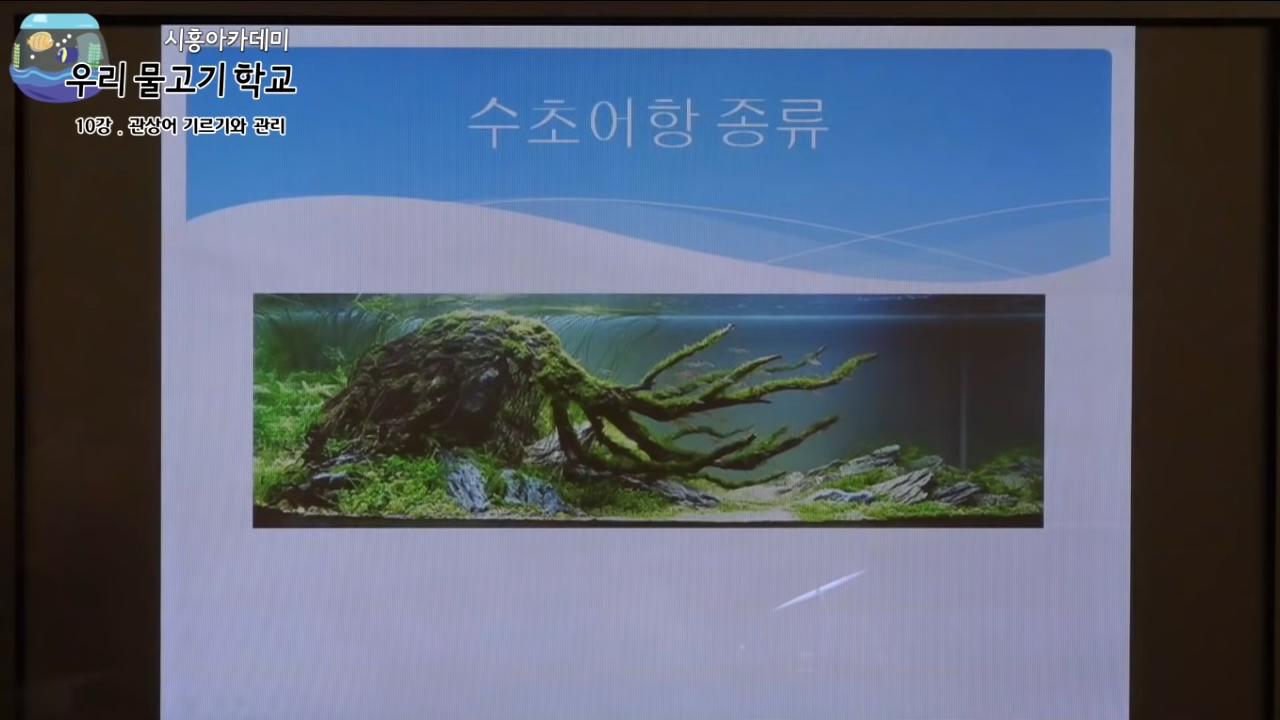 시흥아카데미
우리 물고기 학교
10강 . 관상어 기르기와 관리
수초어항 종류